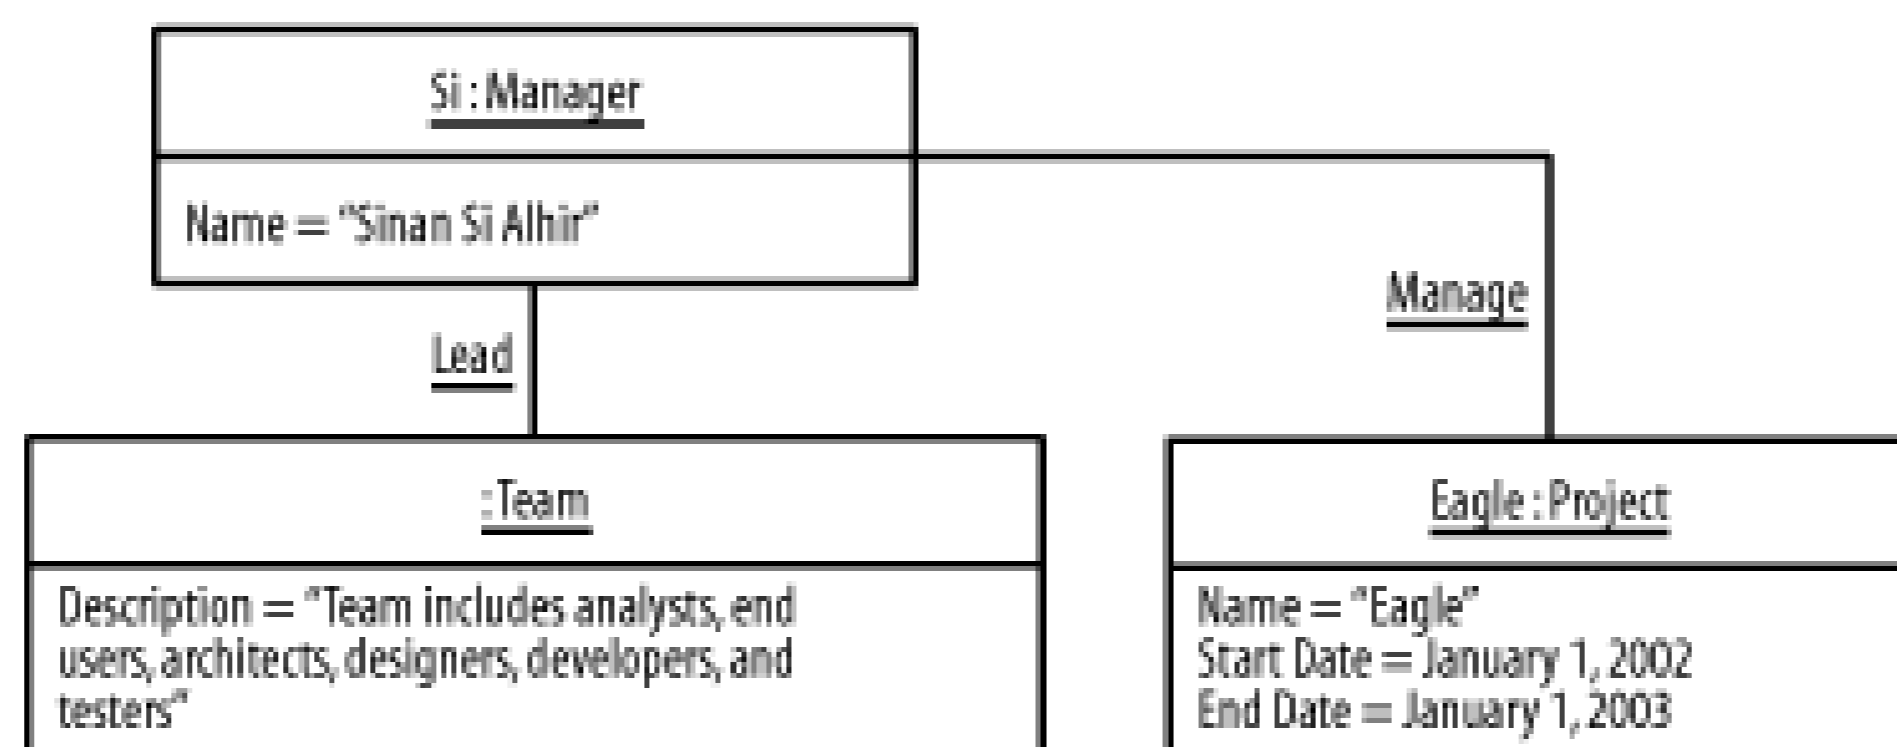 Si : Manager
Name = “Sinan Si Alhir”
Lead
Manage
: Team
Description = “Team includes analysts, end
users, architects, designers, developers, and
testers”
Eagle : Project
Name = “Eagle”
Start Date = January 1, 2002
End Date = January 1, 2003